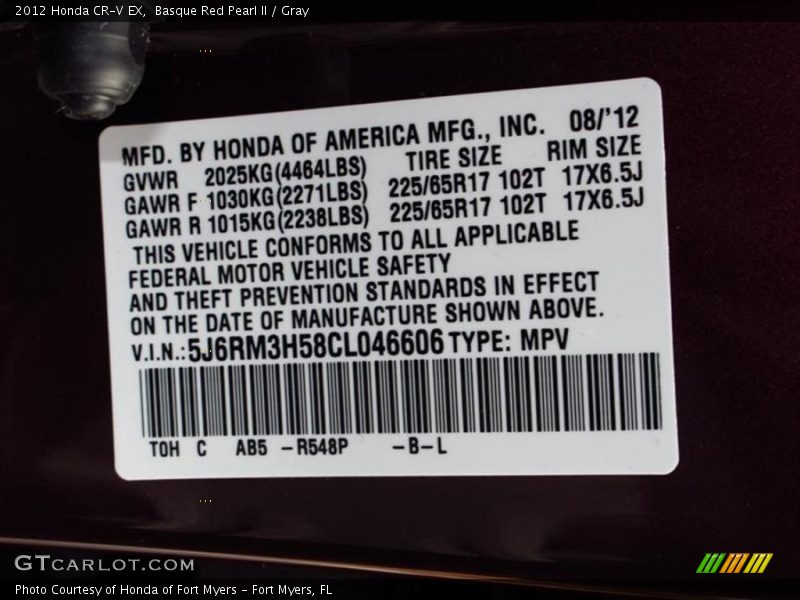 2012 Honda CR-V EX,  Basque Red Pearl II / Gray
MFD. BY HONDA OF AMERICA MFG., INC. 08/'12
GVWR 2025KG(4464LBS) TIRE SIZE RIM SIZE
GAWR F 1030KG(2271LBS) 225/65R17 102T 17X6.5J
GAWR R 1015KG(2238LBS) 225/65R17 102T 17X6.5J
THIS VEHICLE CONFORMS TO ALL APPLICABLE
FEDERAL MOTOR VEHICLE SAFETY
AND THEFT PREVENTION STANDARDS IN EFFECT
ON THE DATE OF MANUFACTURE SHOWN ABOVE.
V.I.N.:5J6RM3H58CL046606 TYPE: MPV
TOH C AB5 -R548P -B-L
GTCARLOT.COM
Photo Courtesy of Honda of Fort Myers - Fort Myers, FL